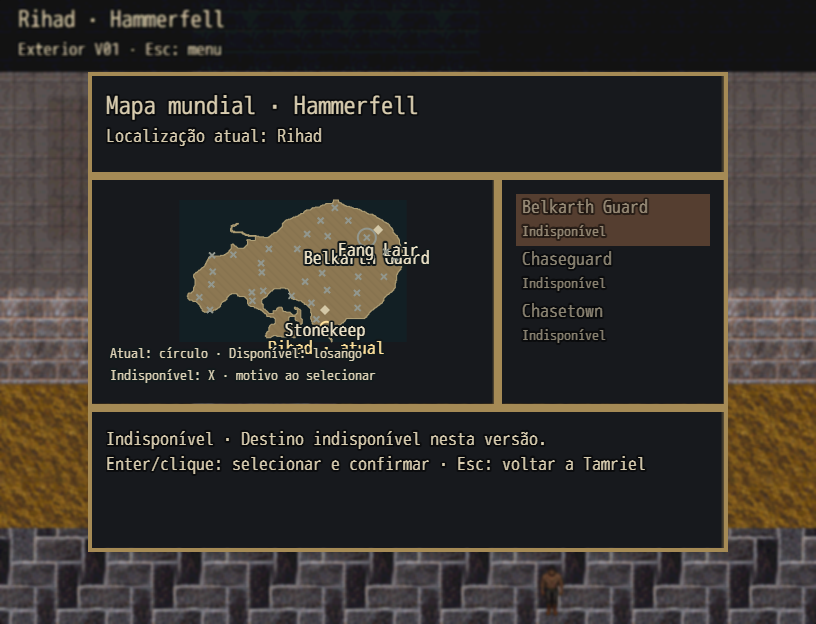 Rihad · Hammerfell
Exterior V01 · Esc: menu
Mapa mundial · Hammerfell
Localização atual: Rihad
Fang Lair
Belkarth Guard
Stonekeep
Rihad · atual
Atual: círculo · Disponível: losango
Indisponível: X · motivo ao selecionar
Belkarth Guard
Indisponível
Chaseguard
Indisponível
Chasetown
Indisponível
Indisponível · Destino indisponível nesta versão.
Enter/clique: selecionar e confirmar · Esc: voltar a Tamriel